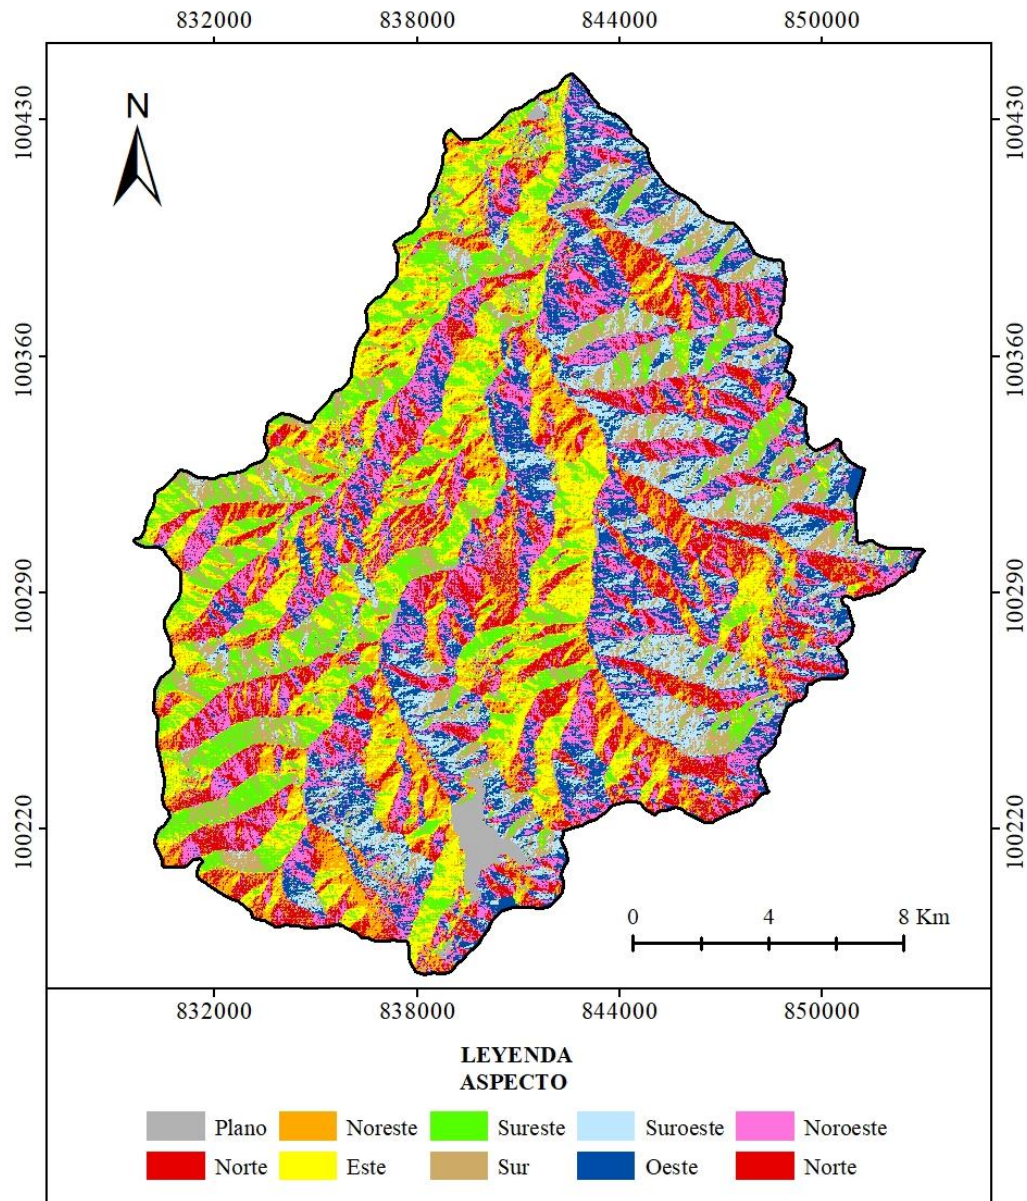 832000 838000 844000 850000
N
100430 100430
100360 100360
100290 100290
100220 100220
0 4 8 Km
832000 838000 844000 850000
LEYENDA
ASPECTO
Plano Noreste Sureste Suroeste Noroeste
Norte Este Sur Oeste Norte